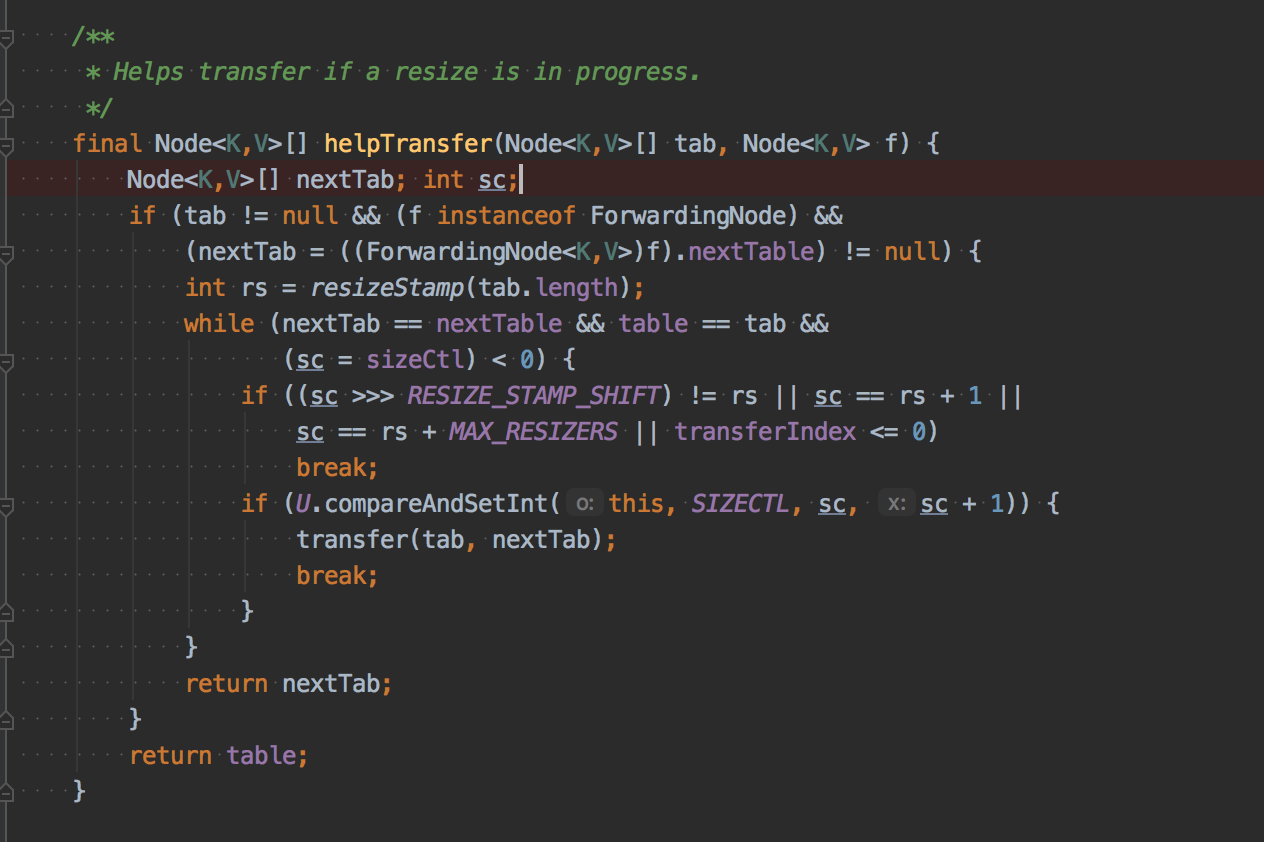 /**
* Helps transfer if a resize is in progress.
*/
final Node<K,V>[] helpTransfer(Node<K,V>[] tab, Node<K,V> f) {
Node<K,V>[] nextTab; int sc;
if (tab != null && (f instanceof ForwardingNode) &&
(nextTab = ((ForwardingNode<K,V>)f).nextTable) != null) {
int rs = resizeStamp(tab.length);
while (nextTab == nextTable && table == tab &&
(sc = sizeCtl) < 0) {
if ((sc >>> RESIZE_STAMP_SHIFT) != rs || sc == rs + 1 ||
sc == rs + MAX_RESIZERS || transferIndex <= 0)
break;
if (U.compareAndSetInt( o: this, SIZECTL, sc, x: sc + 1)) {
transfer(tab, nextTab);
break;
}
}
return nextTab;
}
return table;
}